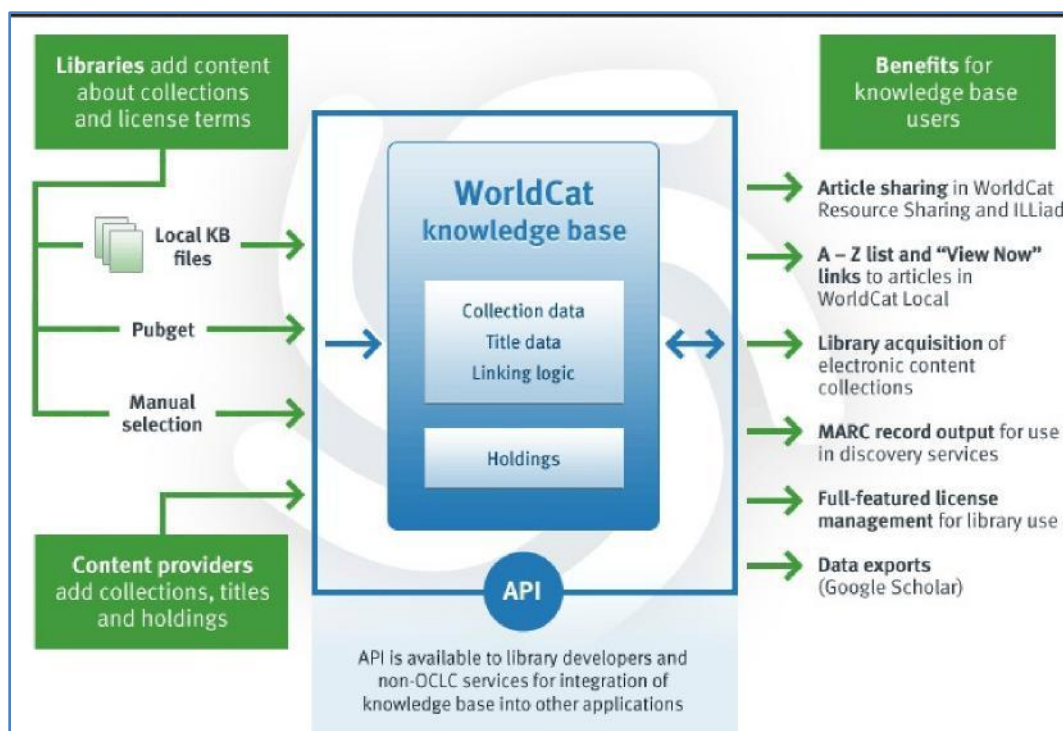 Libraries add content
about collections
and license terms
Local KB
files
Pubget
Manual
selection
Content providers
add collections, titles
and holdings
WorldCat
knowledge base
Collection data
Title data
Linking logic
Holdings
API
API is available to library developers and
non-OCLC services for integration of
knowledge base into other applications
Benefits for
knowledge base
users
Article sharing in WorldCat
Resource Sharing and ILLiad
A – Z list and “View Now”
links to articles in
WorldCat Local
Library acquisition of
electronic content
collections
MARC record output for use
in discovery services
Full-featured license
management for library use
Data exports
(Google Scholar)